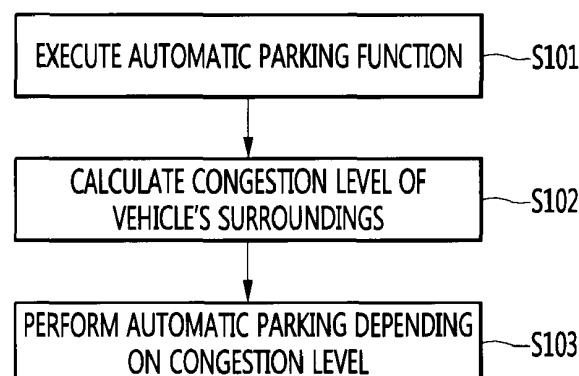 EXECUTE AUTOMATIC PARKING FUNCTION
S101
CALCULATE CONGESTION LEVEL OF
VEHICLE'S SURROUNDINGS
S102
PERFORM AUTOMATIC PARKING DEPENDING
ON CONGESTION LEVEL
S103